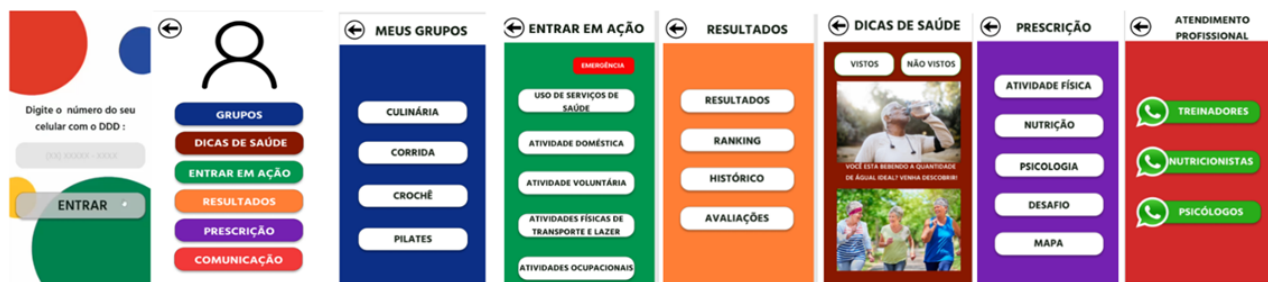 Digite o número do seu
celular com o DDD :
(XX) XXXXX - XXXX
ENTRAR
GRUPOS
DICAS DE SAÚDE
ENTRAR EM AÇÃO
RESULTADOS
PRESCRIÇÃO
COMUNICAÇÃO
MEUS GRUPOS
CULINÁRIA
CORRIDA
CROCHÊ
PILATES
ENTRAR EM AÇÃO
EMERGÊNCIA
USO DE SERVIÇOS DE
SAÚDE
ATIVIDADE DOMÉSTICA
ATIVIDADE VOLUNTÁRIA
ATIVIDADES FÍSICAS DE
TRANSPORTE E LAZER
ATIVIDADES OCUPACIONAIS
RESULTADOS
RESULTADOS
RANKING
HISTÓRICO
AVALIAÇÕES
DICAS DE SAÚDE
VISTOS
NÃO VISTOS
VOCÊ ESTA BEBENDO A QUANTIDADE
DE ÁGUAL IDEAL? VENHA DESCOBRIR!
PRESCRIÇÃO
ATIVIDADE FÍSICA
NUTRIÇÃO
PSICOLOGIA
DESAFIO
MAPA
ATENDIMENTO
PROFISSIONAL
TREINADORES
NUTRICIONISTAS
PSICÓLOGOS